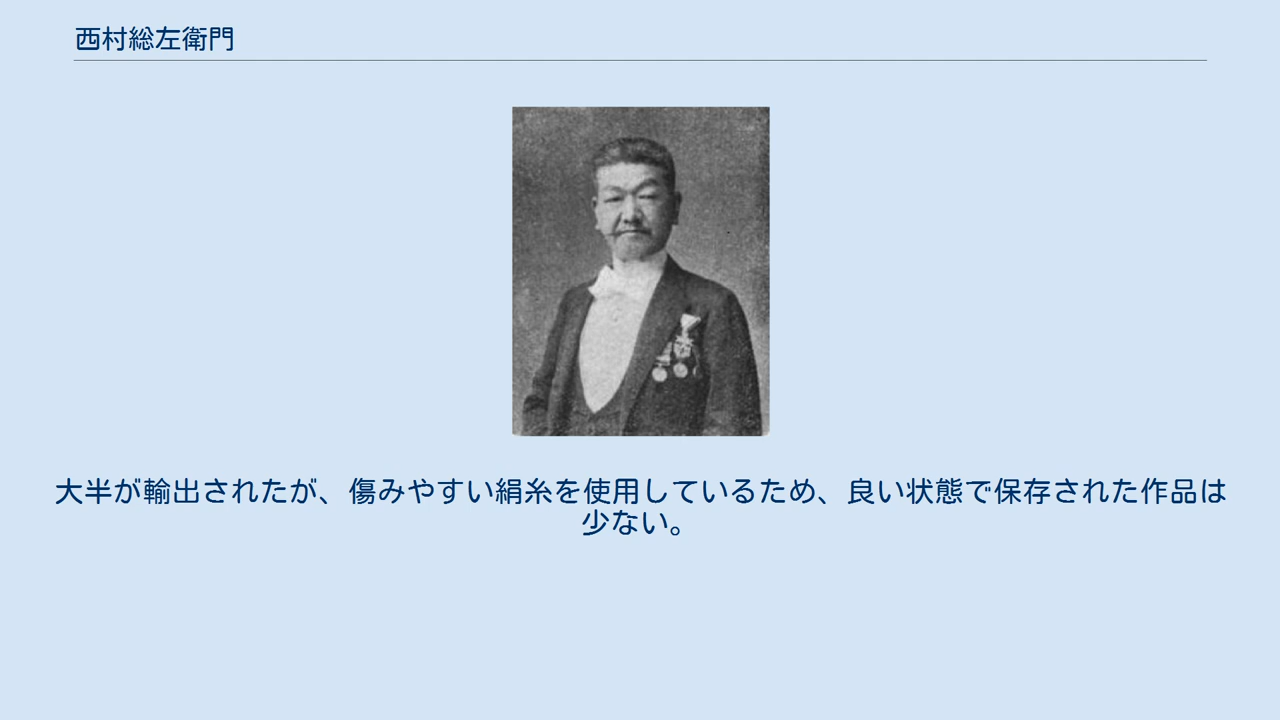 西村総左衛門
大半が輸出されたが、傷みやすい絹糸を使用しているため、良い状態で保存された作品は
少ない。